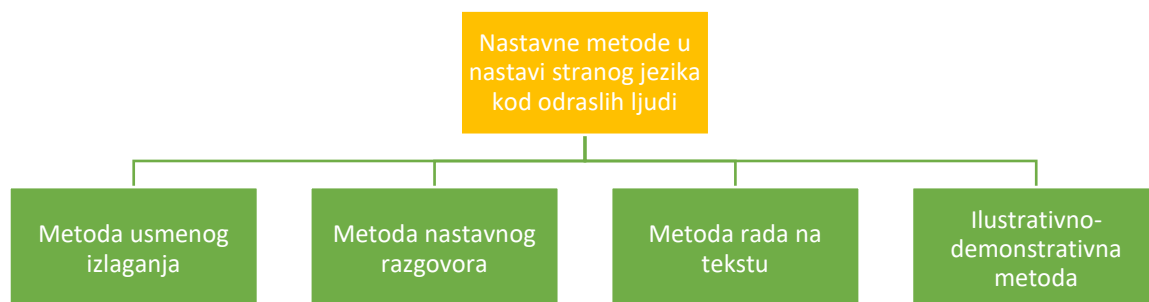 Nastavne metode u
nastavi stranog jezika
kod odraslih ljudi
Metoda usmenog
izlaganja
Metoda nastavnog
razgovora
Metoda rada na
tekstu
Ilustrativno-
demonstrativna
metoda